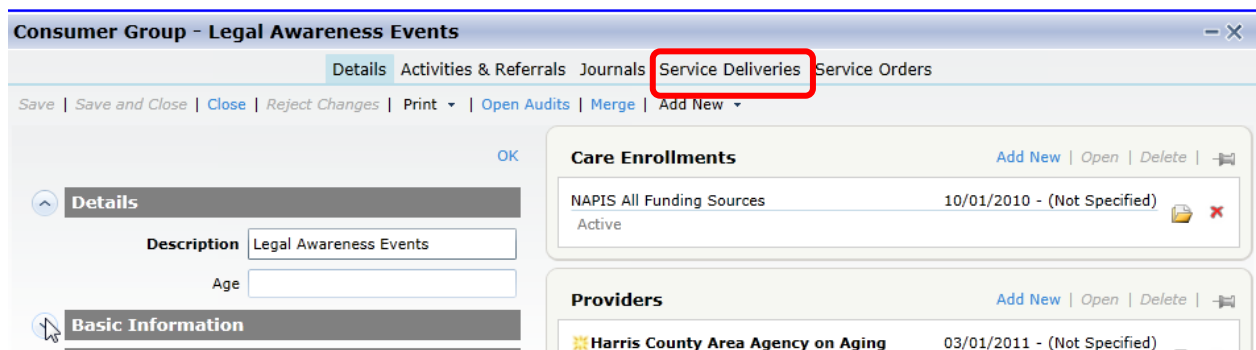 Consumer Group - Legal Awareness Events
Details Activities & Referrals Journals Service Deliveries Service Orders
Save | Save and Close | Close | Reject Changes | Print | Open Audits | Merge | Add New
OK
Details
Description Legal Awareness Events
Age
Basic Information
Care Enrollments Add New | Open | Delete |
NAPIS All Funding Sources 10/01/2010 - (Not Specified)
Active
Providers Add New | Open | Delete |
Harris County Area Agency on Aging 03/01/2011 - (Not Specified)